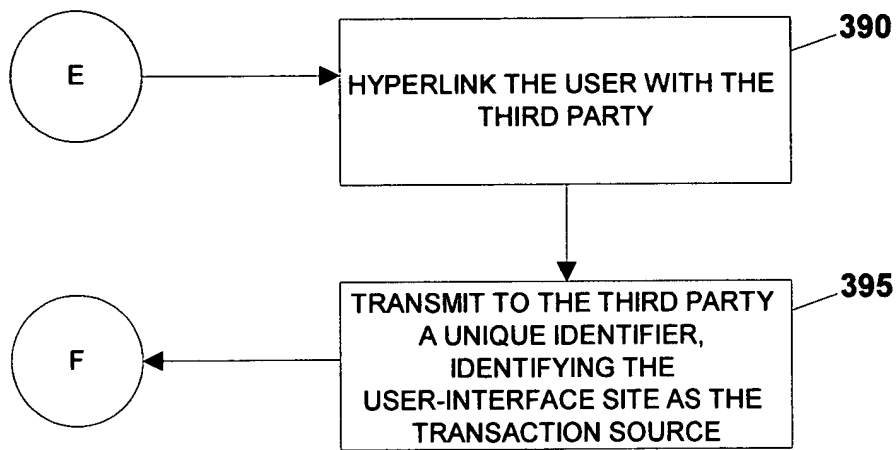 E
390
HYPERLINK THE USER WITH THE
THIRD PARTY
F
395
TRANSMIT TO THE THIRD PARTY
A UNIQUE IDENTIFIER,
IDENTIFYING THE
USER-INTERFACE SITE AS THE
TRANSACTION SOURCE